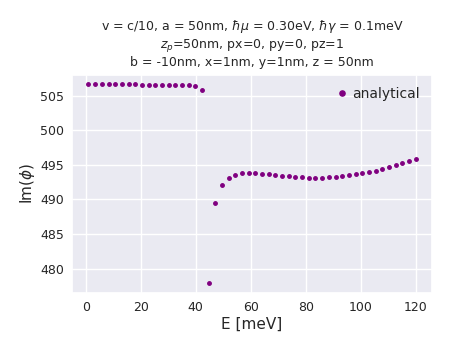 v = c/10, a = 50nm, ℏμ = 0.30eV, ℏγ = 0.1meV
z_p=50nm, px=0, py=0, pz=1
b = -10nm, x=1nm, y=1nm, z = 50nm
analytical
Im(ϕ)
505
500
495
490
485
480
0 20 40 60 80 100 120
E [meV]